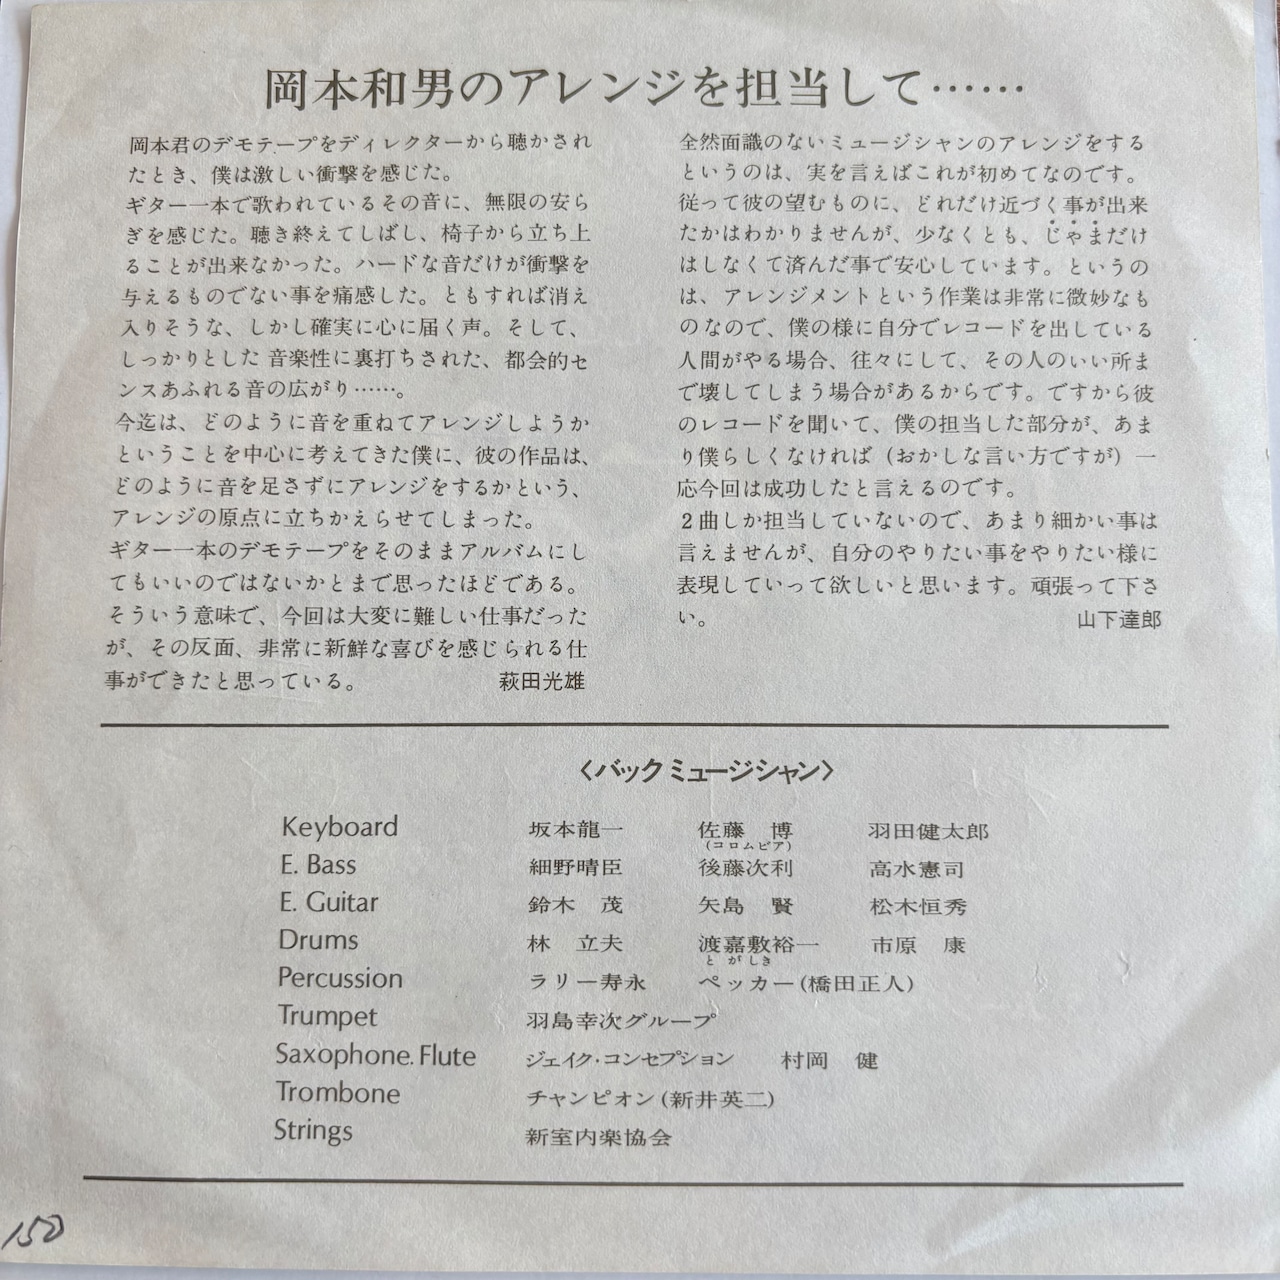 岡本和男のアレンジを担当して……
岡本君のデモテープをディレクターから聴かされ
たとき、僕は激しい衝撃を感じた。
ギター一本で歌われているその音に、無限の安ら
ぎを感じた。聴き終えてしばし、椅子から立ち上
ることが出来なかった。ハードな音だけが衝撃を
与えるものでない事を痛感した。ともすれば消え
入りそうな、しかし確実に心に届く声。そして、
しっかりとした音楽性に裏打ちされた、都会的セ
ンスあふれる音の広がり……。
今迄は、どのように音を重ねてアレンジしようか
ということを中心に考えてきた僕に、彼の作品は、
どのように音を足さずにアレンジをするかという、
アレンジの原点に立ちかえらせてしまった。
ギター一本のデモテープをそのままアルバムにし
てもいいのではないかとまで思ったほどである。
そういう意味で、今回は大変に難しい仕事だった
が、その反面、非常に新鮮な喜びを感じられる仕
事ができたと思っている。 萩田光雄
全然面識のないミュージシャンのアレンジをする
というのは、実を言えばこれが初めてなのです。
従って彼の望むものに、どれだけ近づく事が出来
たかはわかりませんが、少なくとも、じゃまだけ
はしなくて済んだ事で安心しています。というの
は、アレンジメントという作業は非常に微妙なも
のなので、僕の様に自分でレコードを出している
人間がやる場合、往々にして、その人のいい所ま
で壊してしまう場合があるからです。ですから彼
のレコードを聞いて、僕の担当した部分が、あま
り僕らしくなければ(おかしな言い方ですが)一
応今回は成功したと言えるのです。
2曲しか担当していないので、あまり細かい事は
言えませんが、自分のやりたい事をやりたい様に
表現していって欲しいと思います。頑張って下さ
い。 山下達郎
〈バックミュージシャン〉
Keyboard 坂本龍一 佐藤 博 羽田健太郎
(コロムビア)
E. Bass 細野晴臣 後藤次利 高水憲司
E. Guitar 鈴木 茂 矢島 賢 松木恒秀
Drums 林 立夫 渡嘉敷裕一 市原 康
とがしき
Percussion ラリー寿永 ペッカー(橋田正人)
Trumpet 羽島幸次グループ
Saxophone. Flute ジェイク・コンセプション 村岡 健
Trombone チャンピオン(新井英二)
Strings 新室内楽協会
150